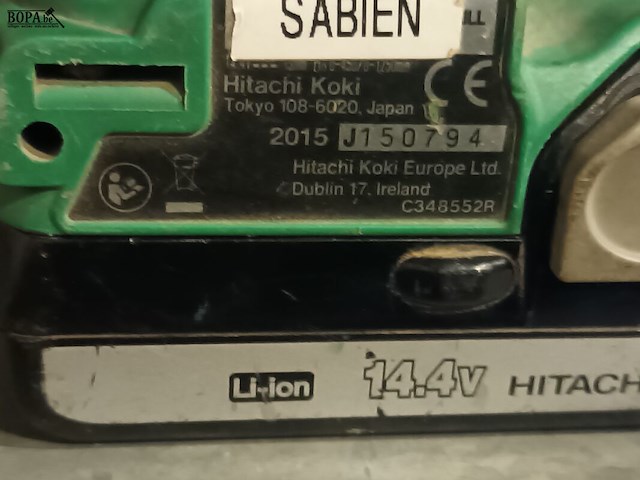 BOPA.be
SABIEN
Hitachi Koki
Tokyo 108-6020, Japan
CE
2015 J150794
Hitachi Koki Europe Ltd.
Dublin 17, Ireland
C348552R
Li-ion 14.4V HITACH